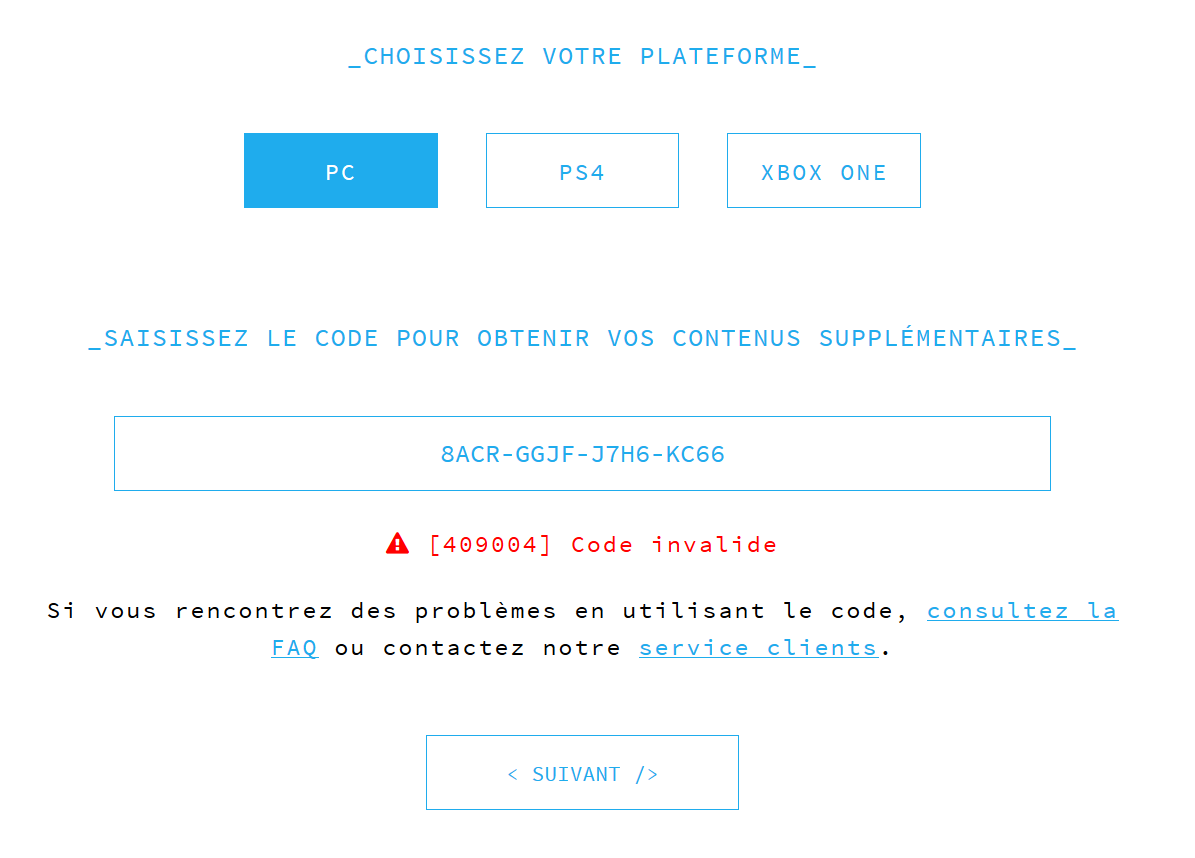 _CHOISISSEZ VOTRE PLATEFORME_
PC
PS4
XBOX ONE
_SAISISSEZ LE CODE POUR OBTENIR VOS CONTENUS SUPPLÉMENTAIRES_
8ACR-GGJF-J7H6-KC66
[409004] Code invalide
Si vous rencontrez des problèmes en utilisant le code, consultez la
FAQ ou contactez notre service clients.
< SUIVANT />